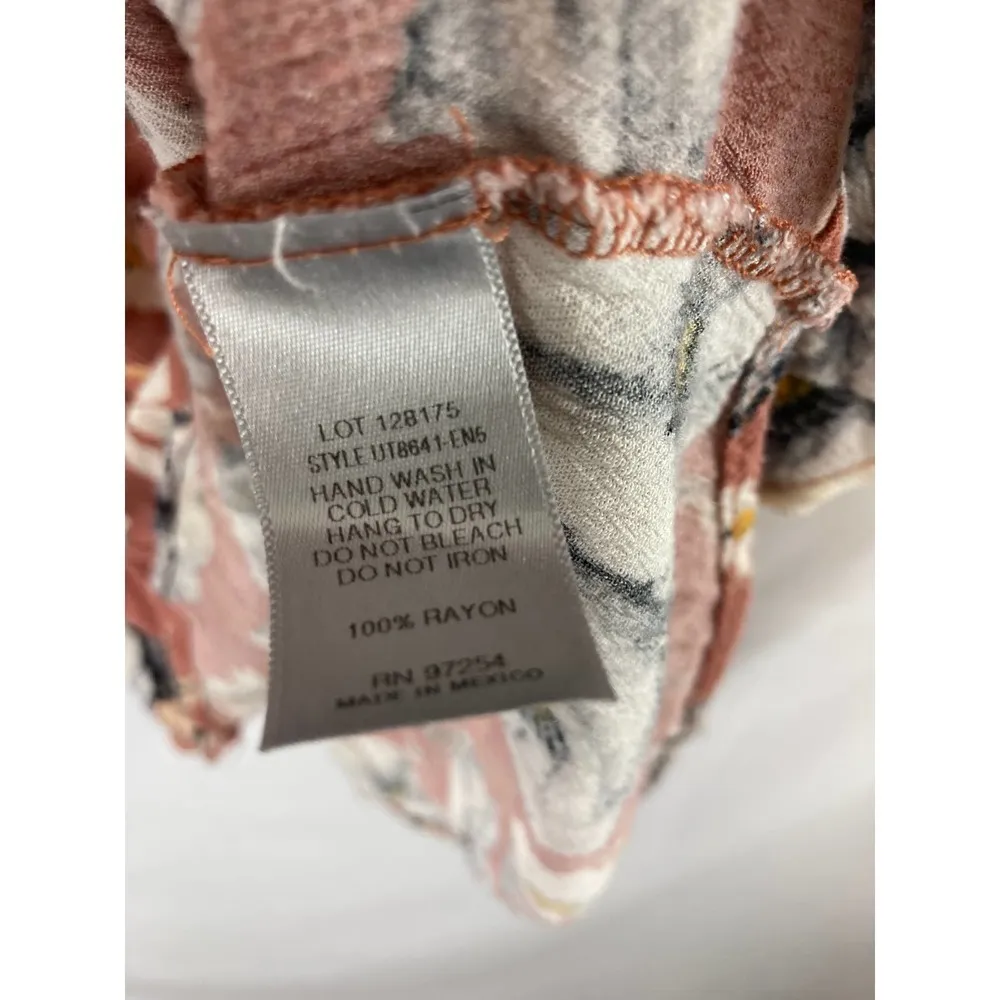 LOT 128175
STYLE UT8641-EN5
HAND WASH IN
COLD WATER
HANG TO DRY
DO NOT BLEACH
DO NOT IRON
100% RAYON
RN 97254
MADE IN MEXICO